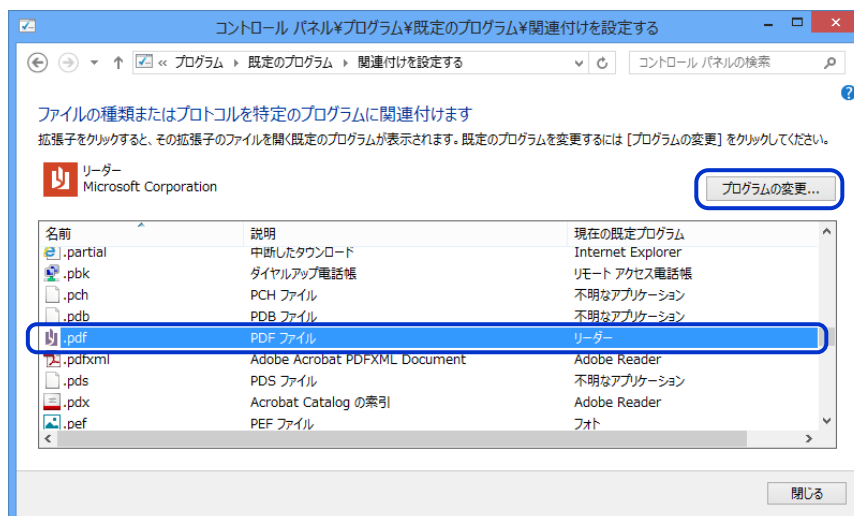 コントロール パネル¥プログラム¥既定のプログラム¥関連付けを設定する
« プログラム 既定のプログラム 関連付けを設定する コントロール パネルの検索
ファイルの種類またはプロトコルを特定のプログラムに関連付けます
拡張子をクリックすると、その拡張子のファイルを開く既定のプログラムが表示されます。既定のプログラムを変更するには [プログラムの変更] をクリックしてください。
リーダー
Microsoft Corporation
プログラムの変更...
名前 説明 現在の既定プログラム
.partial 中断したダウンロード Internet Explorer
.pbk ダイヤルアップ電話帳 リモート アクセス電話帳
.pch PCH ファイル 不明なアプリケーション
.pdb PDB ファイル 不明なアプリケーション
.pdf PDF ファイル リーダー
.pdfxml Adobe Acrobat PDFXML Document Adobe Reader
.pds PDS ファイル 不明なアプリケーション
.pdx Acrobat Catalog の索引 Adobe Reader
.pef PEF ファイル フォト
閉じる